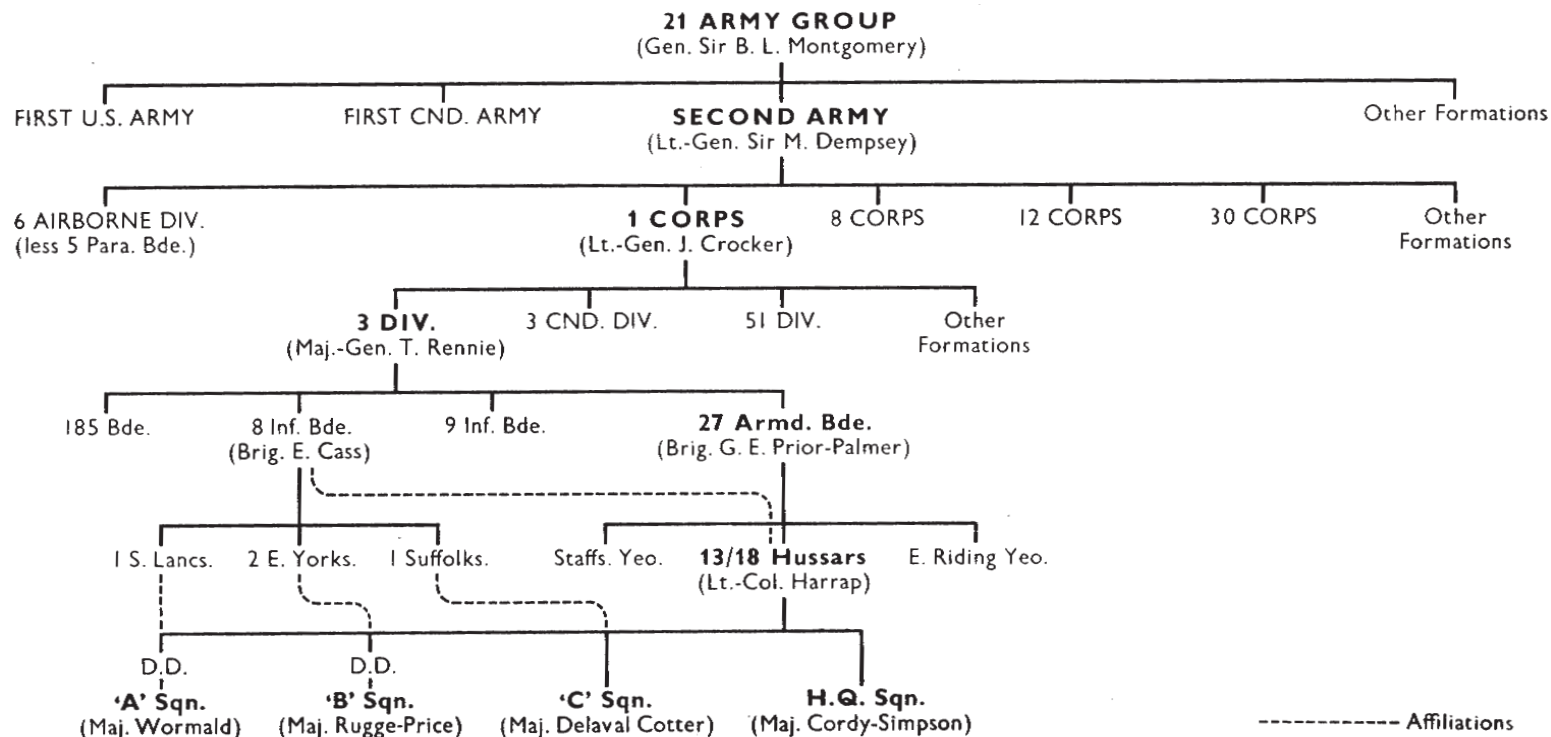 21 ARMY GROUP
(Gen. Sir B. L. Montgomery)
FIRST U.S. ARMY
FIRST CND. ARMY
SECOND ARMY
(Lt.-Gen. Sir M. Dempsey)
Other Formations
6 AIRBORNE DIV.
(less 5 Para. Bde.)
1 CORPS
(Lt.-Gen. J. Crocker)
8 CORPS
12 CORPS
30 CORPS
Other
Formations
3 DIV.
(Maj.-Gen. T. Rennie)
3 CND. DIV.
51 DIV.
Other
Formations
185 Bde.
8 Inf. Bde.
(Brig. E. Cass)
9 Inf. Bde.
27 Armd. Bde.
(Brig. G. E. Prior-Palmer)
1 S. Lancs.
2 E. Yorks.
1 Suffolks.
Staffs. Yeo.
13/18 Hussars
(Lt.-Col. Harrap)
E. Riding Yeo.
D.D.
'A' Sqn.
(Maj. Wormald)
D.D.
'B' Sqn.
(Maj. Rugge-Price)
'C' Sqn.
(Maj. Delaval Cotter)
H.Q. Sqn.
(Maj. Cordy-Simpson)
Affiliations